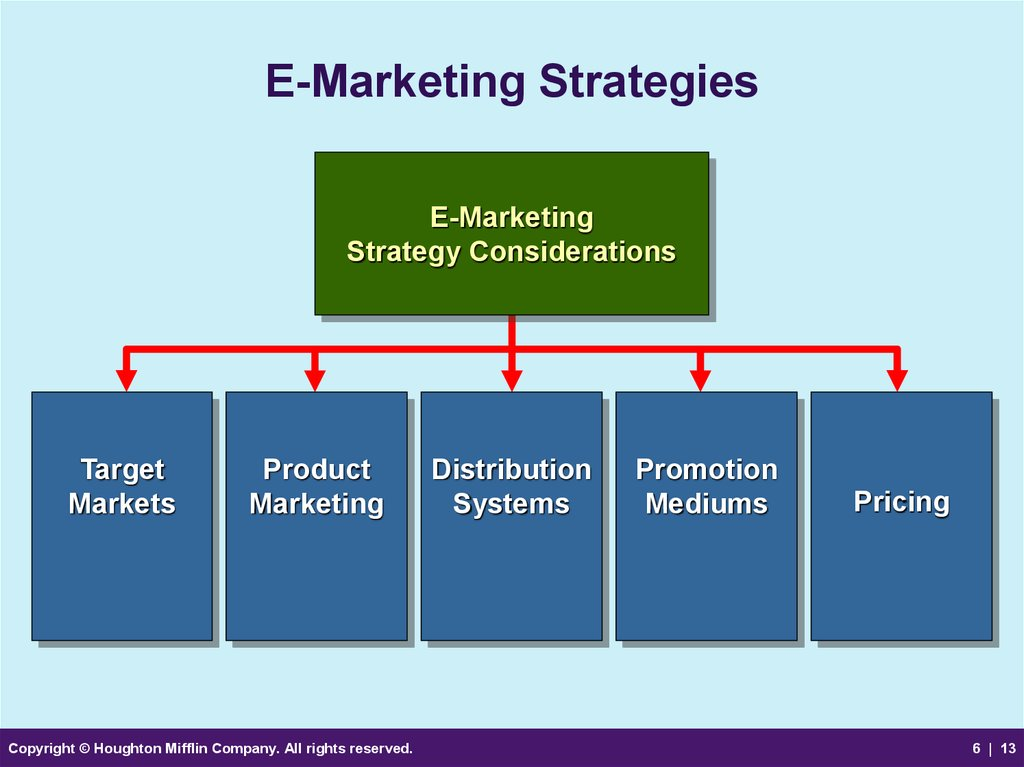 E-Marketing Strategies
E-Marketing
Strategy Considerations
Target
Markets
Product
Marketing
Distribution
Systems
Promotion
Mediums
Pricing
Copyright © Houghton Mifflin Company. All rights reserved.
6 | 13